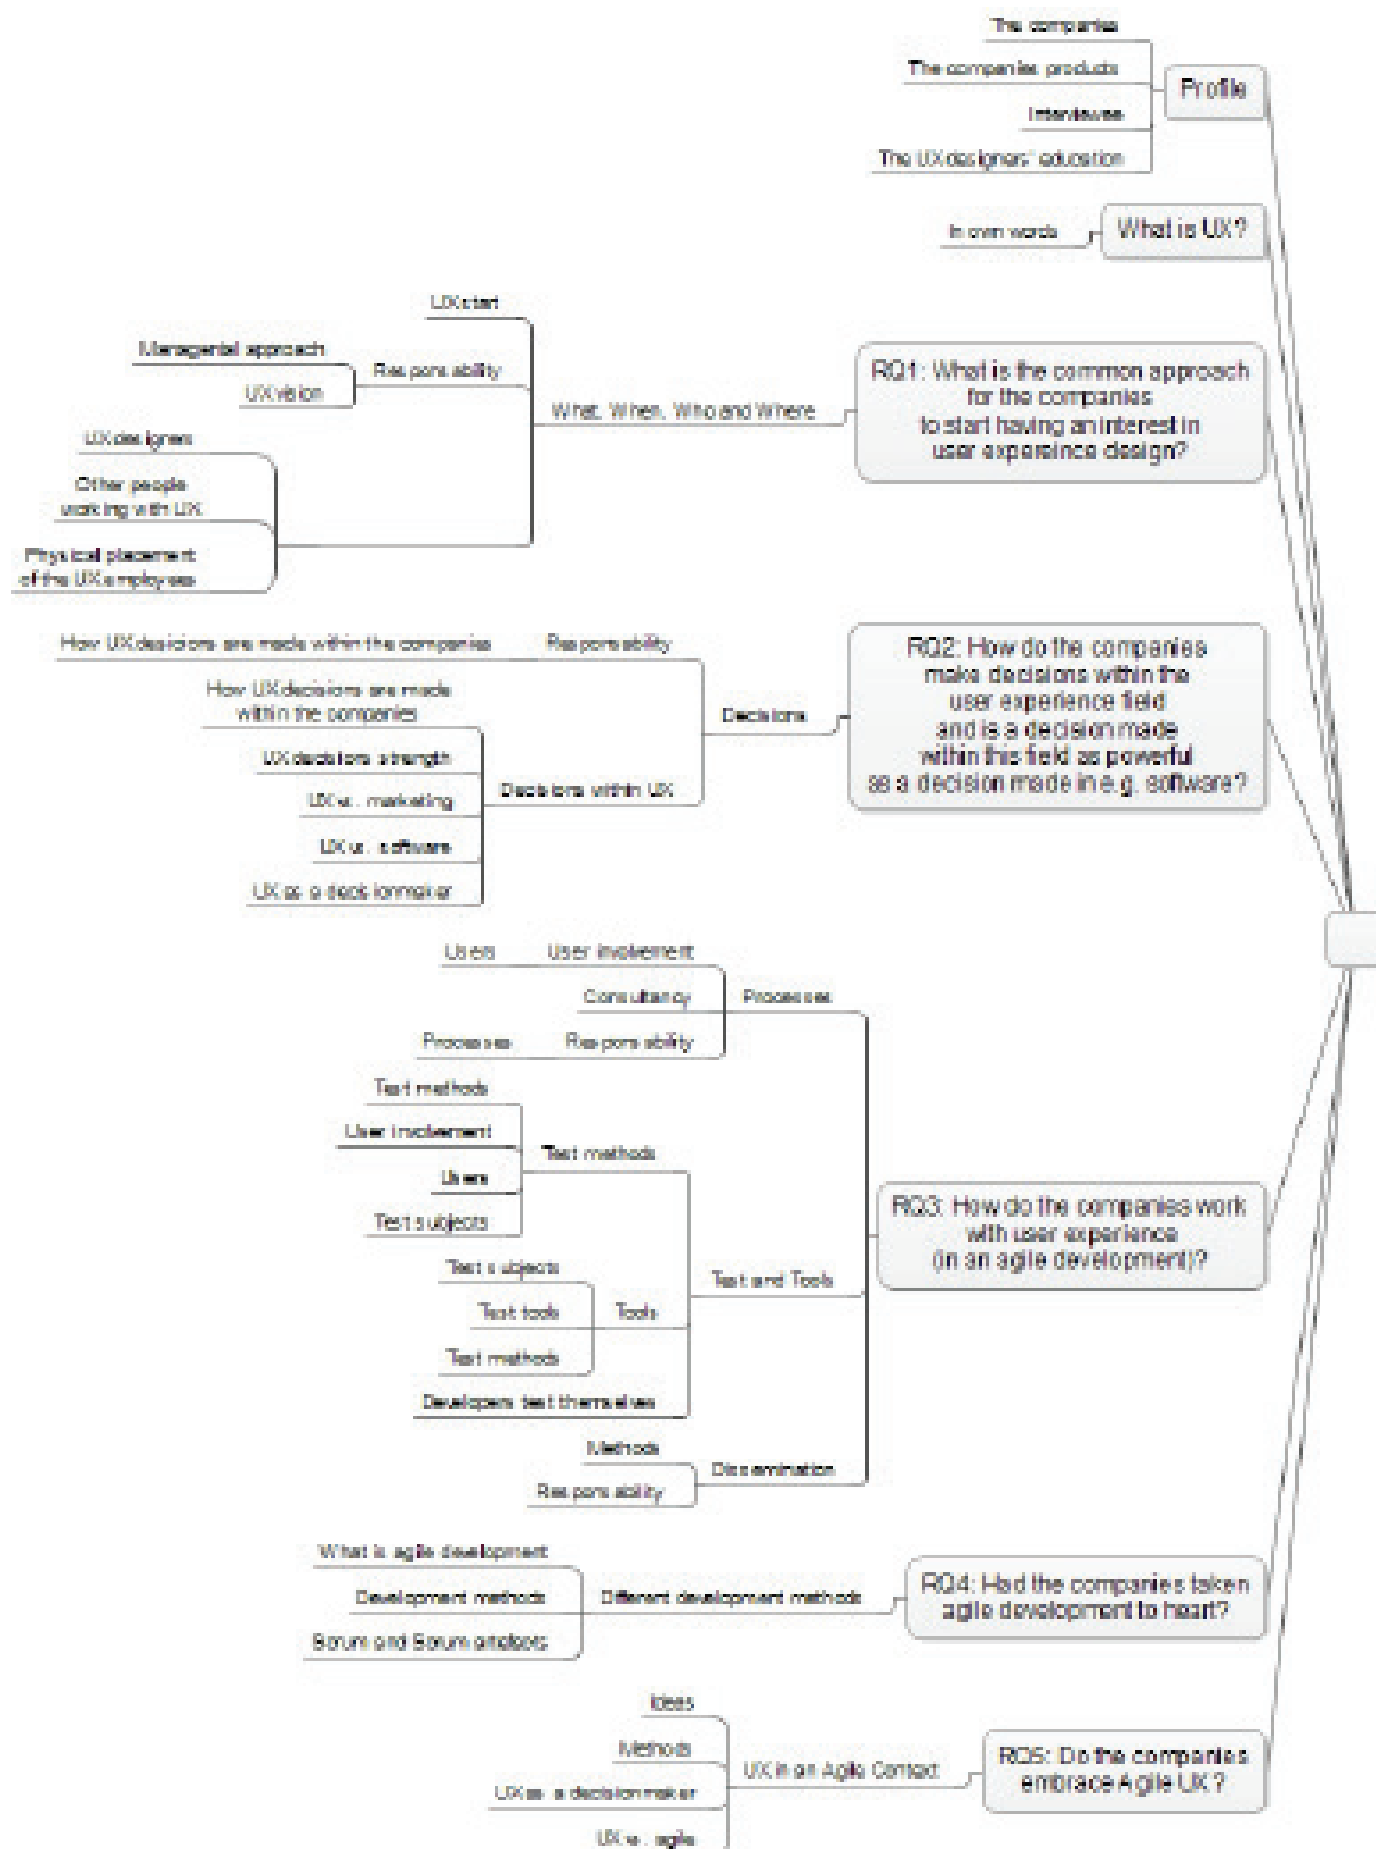 The companies
The companies products
Interviewee
The UX designers' education
Profile
In own words
What is UX?
UX start
Managerial approach
UX vision
Responsability
UX designers
Other people
working with UX
Physical placement
of the UX employees
What, When, Who and Where
RQ1: What is the common approach
for the companies
to start having an interest in
user expereince design?
How UX desicions are made within the companies
Responsability
How UX decisions are made
within the companies
UX decisions strength
UX vs. marketing
UX vs. software
UX as a decisionmaker
Decisions within UX
Decisions
RQ2: How do the companies
make decisions within the
user experience field
and is a decision made
within this field as powerful
as a decision made in e.g. software?
Users
User involvement
Consultancy
Processes
Responsability
Processes
Test methods
User involvement
Users
Test subjects
Test methods
Test subjects
Test tools
Test methods
Tools
Developers test themselves
Test and Tools
Methods
Responsability
Dissemination
RQ3: How do the companies work
with user experience
(in an agile development)?
What is agile development
Development methods
Scrum and Scrum artefacts
Different development methods
RQ4: Had the companies taken
agile development to heart?
Ideas
Methods
UX as a decisionmaker
UX vs. agile
UX in an Agile Context
RQ5: Do the companies
embrace Agile UX?